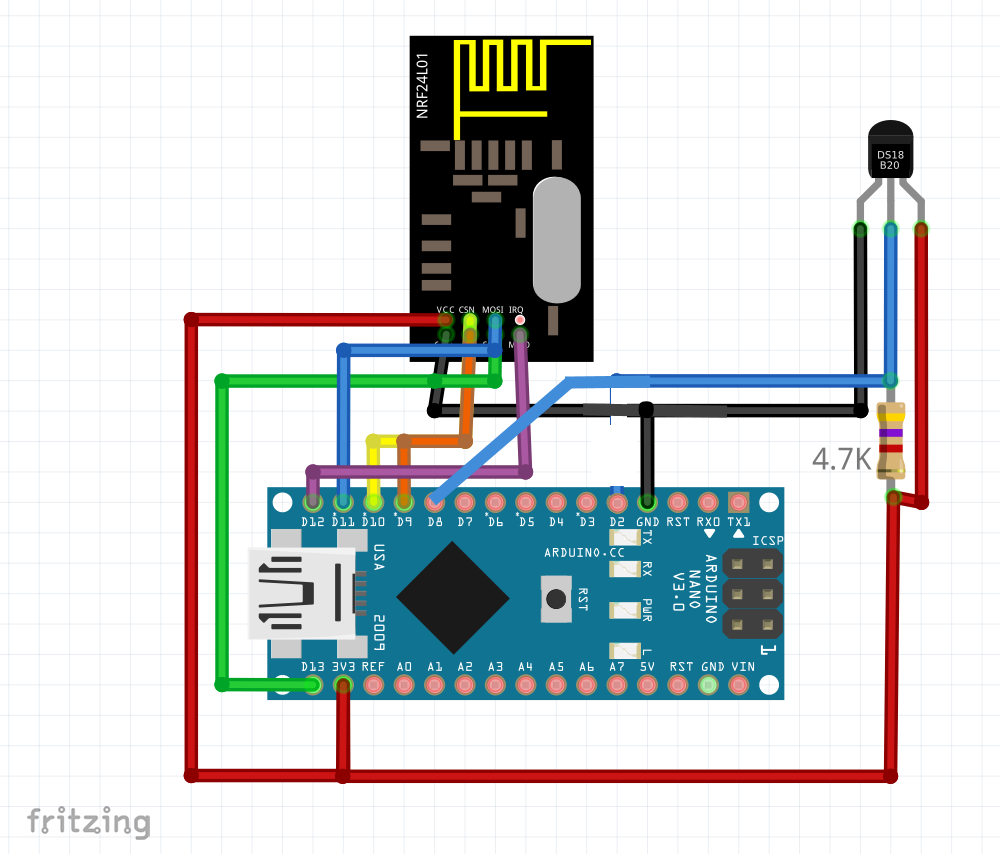 NRF24L01
DS18
B20
VCC CSN MOSI IRQ
4.7K
D12 D11 D10 D9 D8 D7 D6 D5 D4 D3 D2 GND RST RX0 TX1
ARDUINO.CC
TX
RX
PWR
L
RST
ICSP
ARDUINO
NANO
V3.0
1
USA
2009
D13 3V3 REF A0 A1 A2 A3 A4 A5 A6 A7 5V RST GND VIN
fritzing